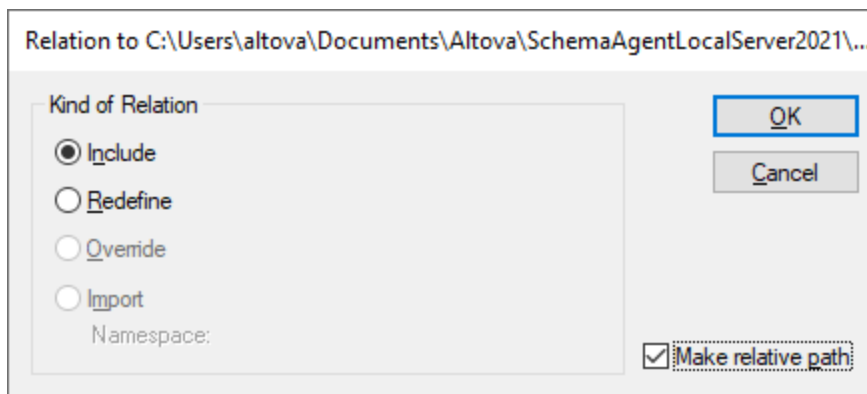 Relation to C:\Users\altova\Documents\Altova\SchemaAgentLocalServer2021\...
Kind of Relation
Include
Redefine
Override
Import
Namespace:
OK
Cancel
Make relative path